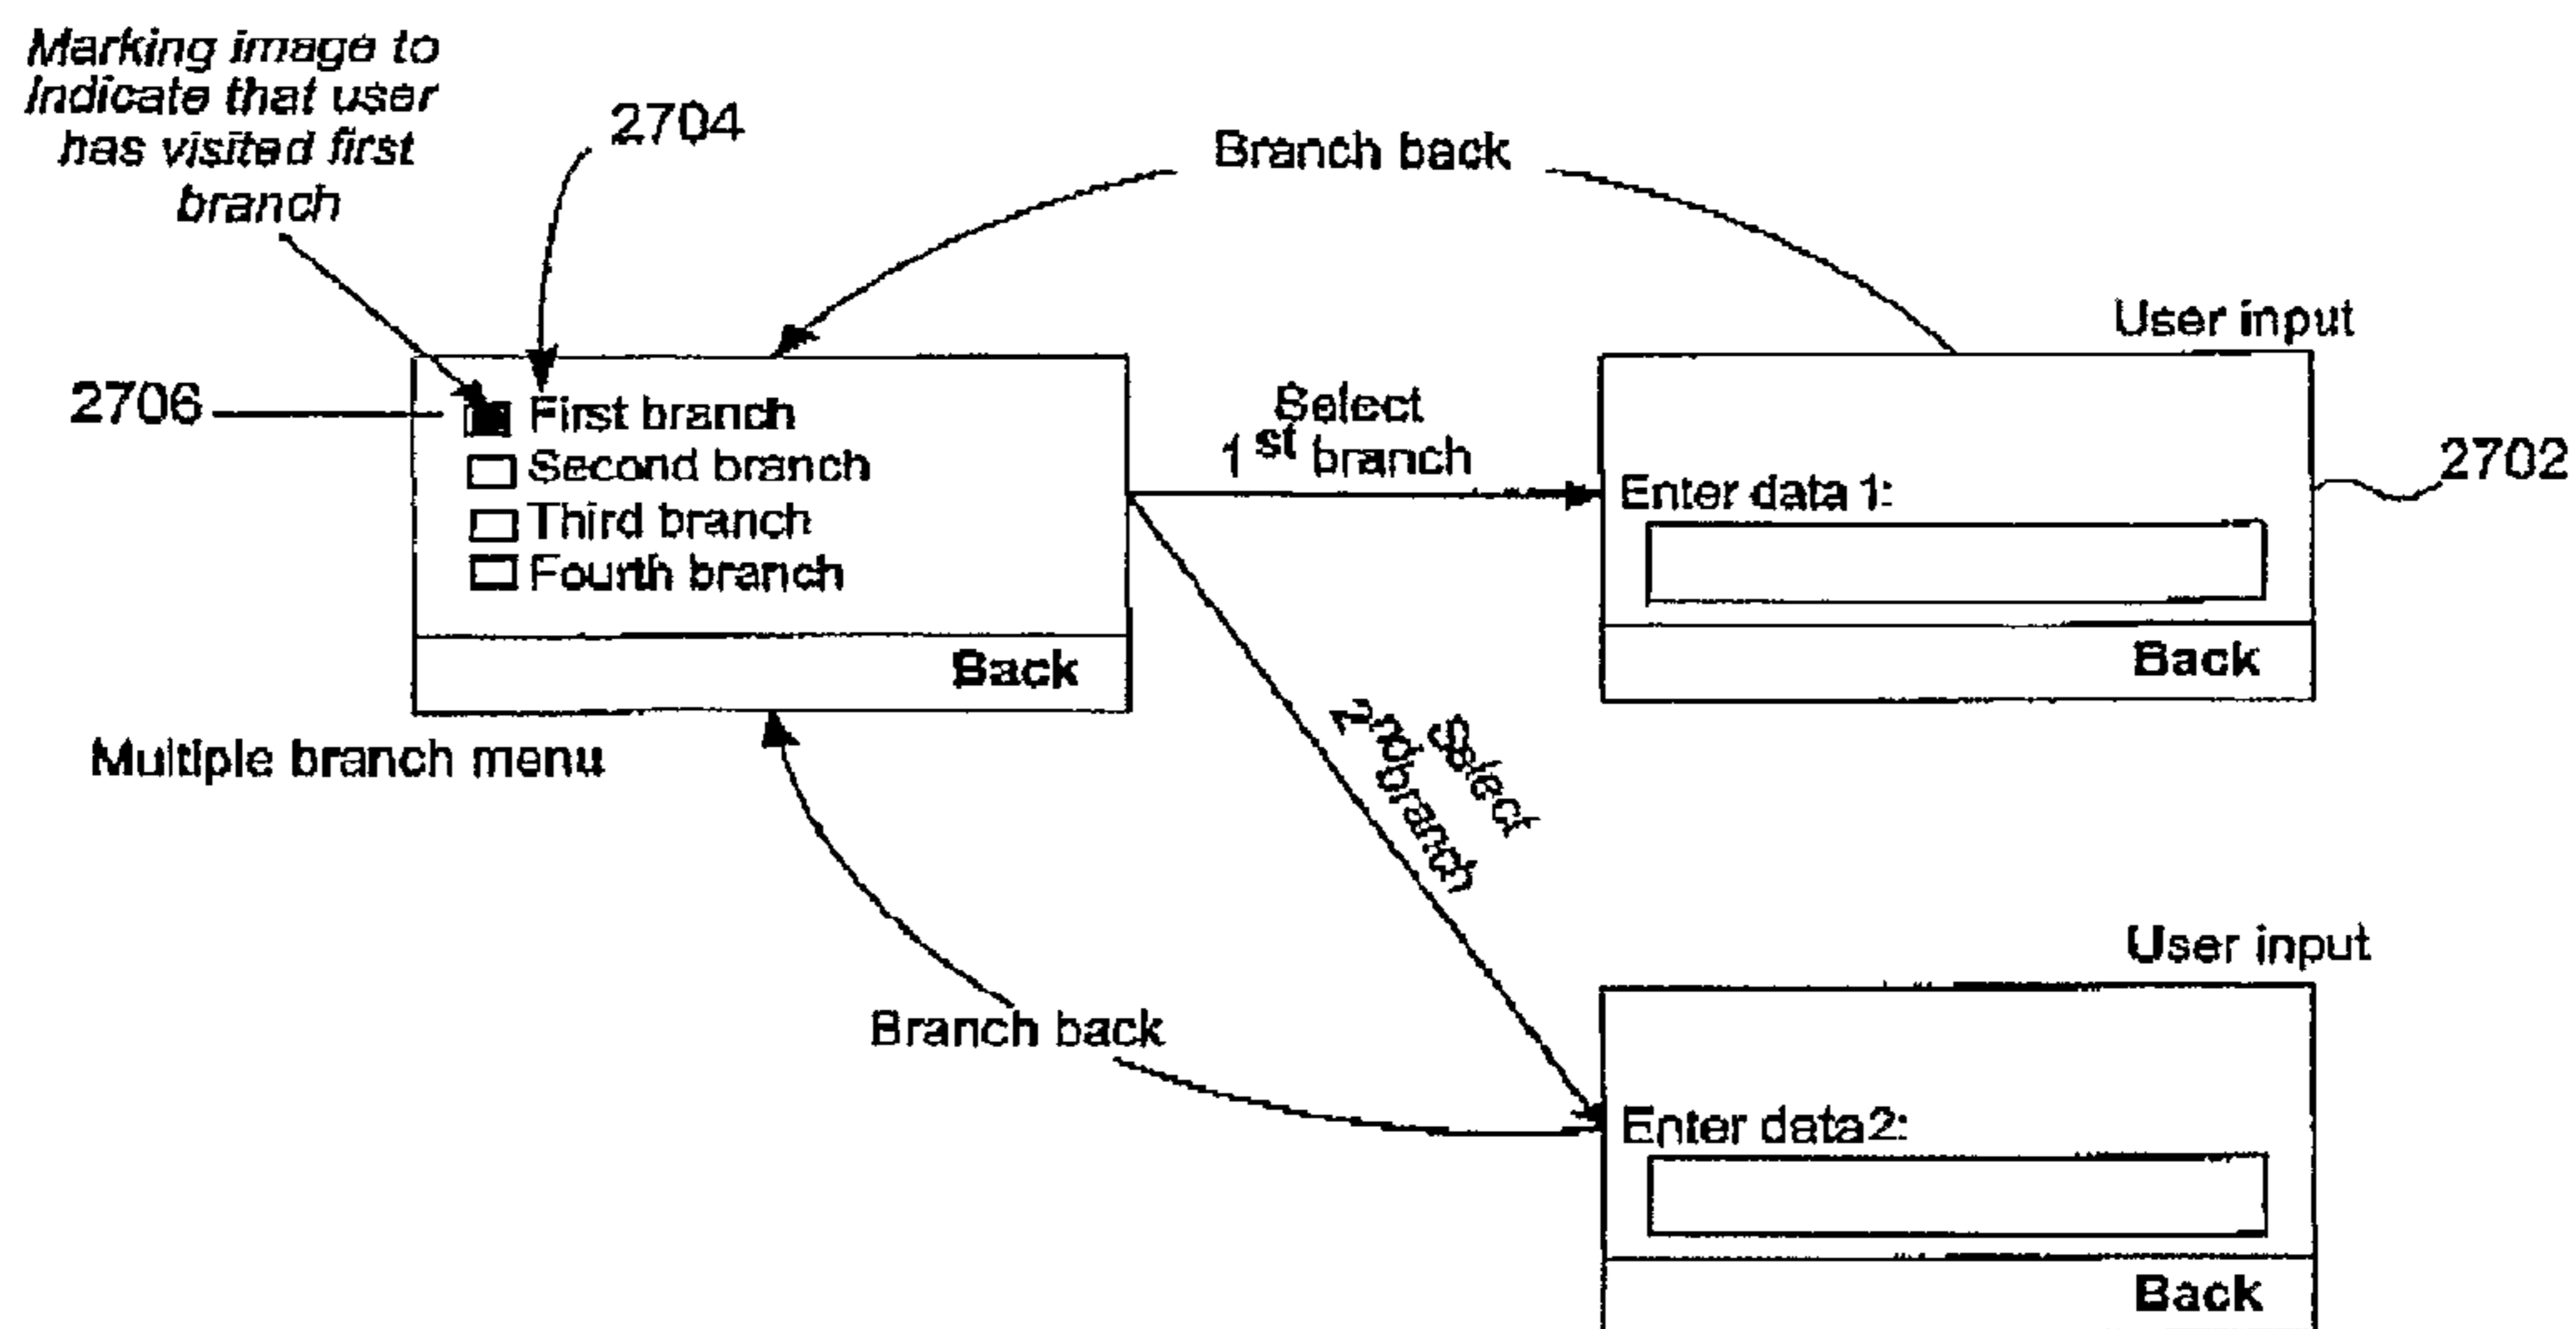 Marking image to
indicate that user
has visited first
branch
2704
Branch back
User input
2706
First branch
Second branch
Third branch
Fourth branch
Back
Multiple branch menu
Select
1st branch
2702
Enter data 1:
Back
Select
2nd branch
Branch back
User input
Enter data2:
Back